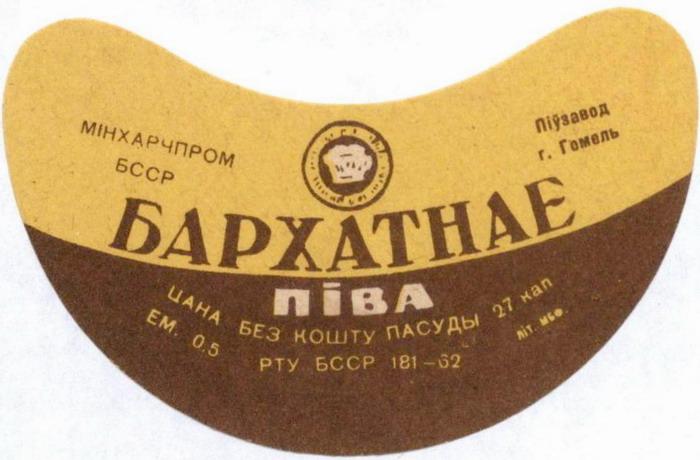 МІНХАРЧПРОМ
БССР
Піўзавод
г. Гомель
БАРХАТНАЕ
ПІВА
ЦАНА БЕЗ КОШТУ ПАСУДЫ 27 кап
ЕМ. 0.5
РТУ БССР 181–62
літ. МБФ.